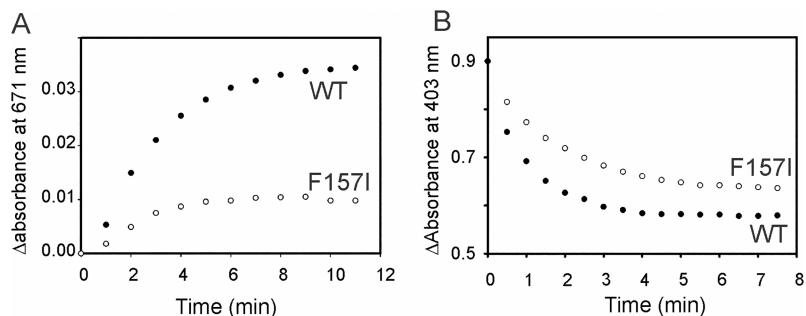 A
Δabsorbance at 671 nm
0.03
0.02
0.01
0.00
WT
F157I
0 2 4 6 8 10 12
Time (min)
B
ΔAbsorbance at 403 nm
0.9
0.7
0.5
F157I
WT
0 1 2 3 4 5 6 7 8
Time (min)